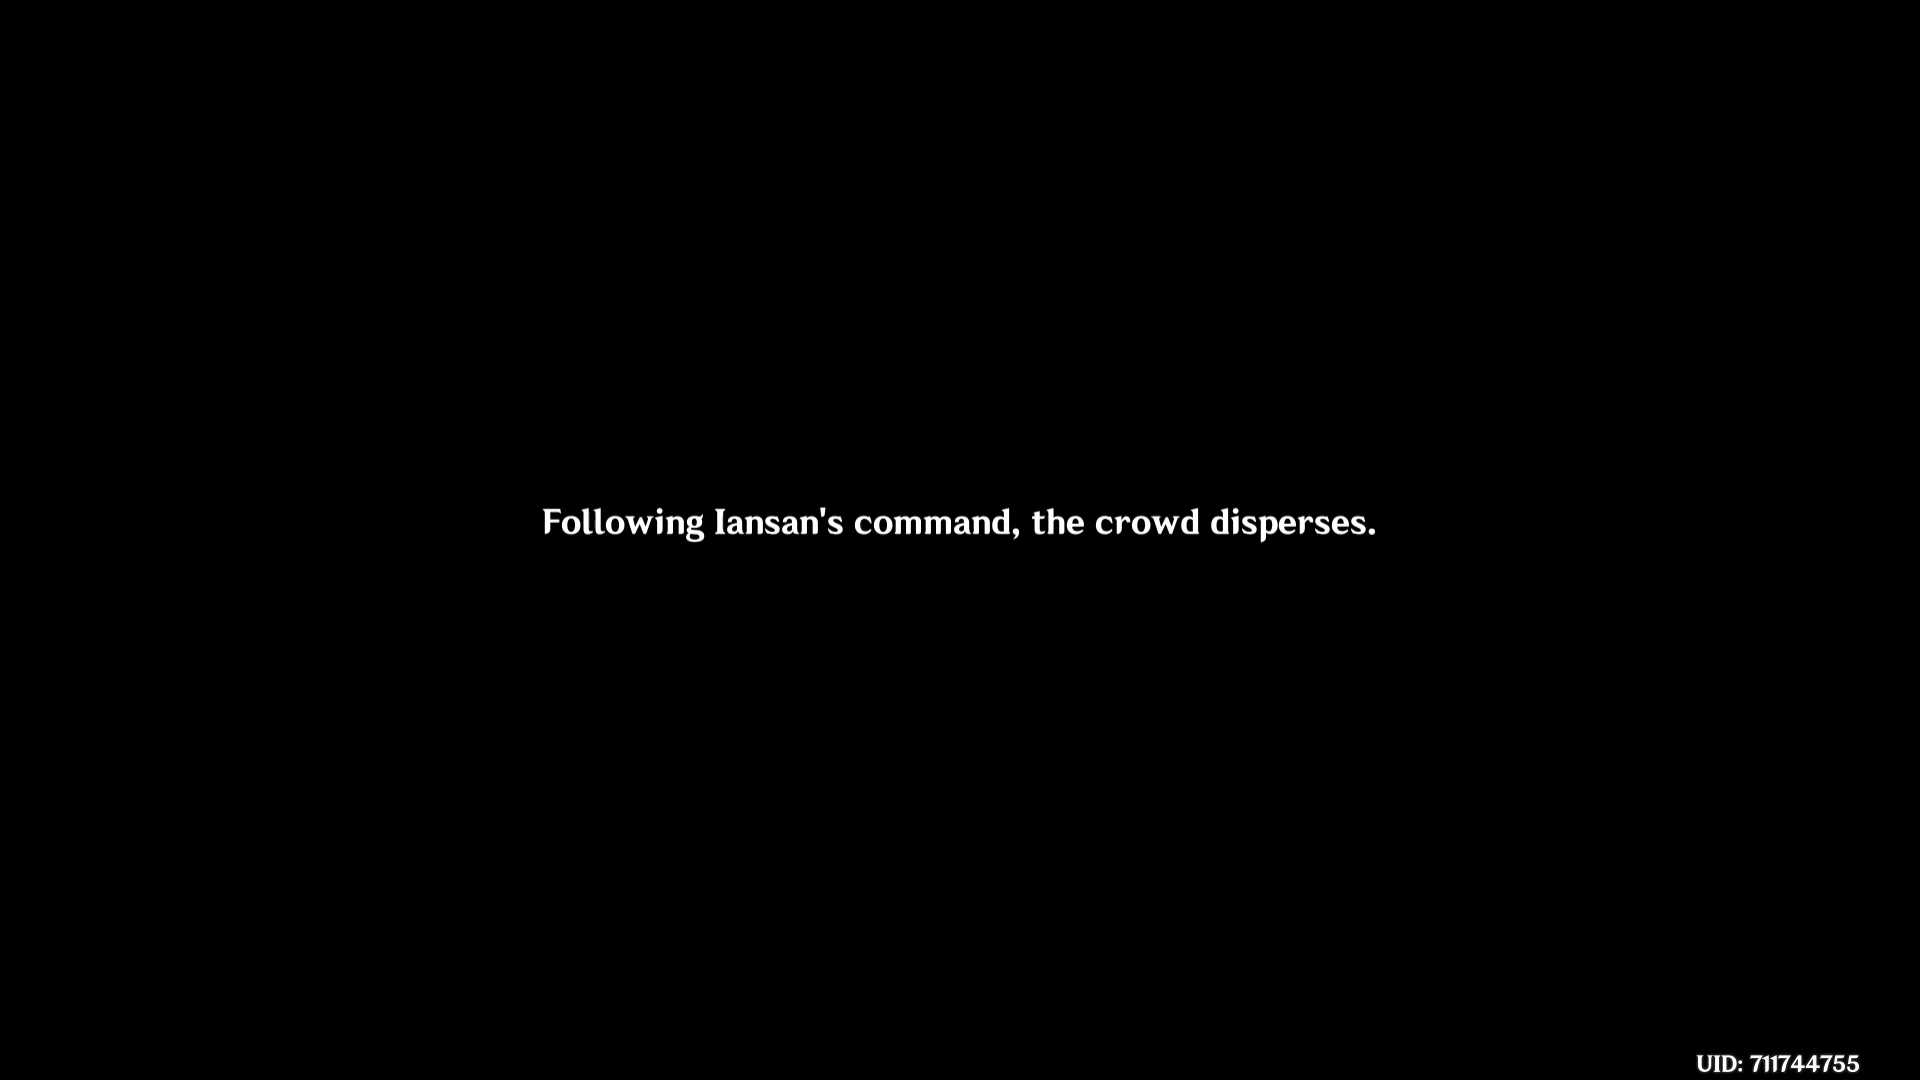 Following Iansan's command, the crowd disperses.
UID: 711744755